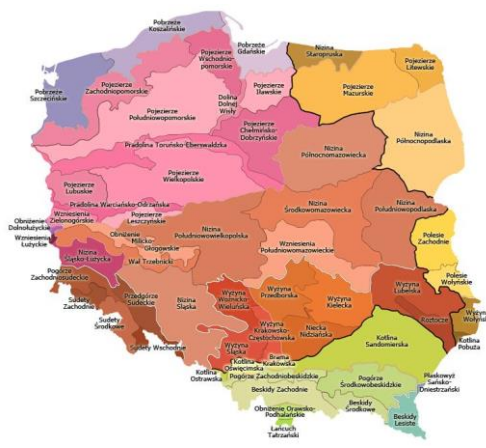 Pobrzeże
Koszalińskie
Pobrzeże
Gdańskie
Nizina
Staropruska
Pojezierze
Litewskie
Pojezierze
Wschodnio-
pomorskie
Pobrzeże
Szczecińskie
Pojezierze
Zachodniopomorskie
Pojezierze
Iławskie
Pojezierze
Mazurskie
Pojezierze
Południowopomorskie
Dolina
Dolnej
Wisły
Pojezierze
Chełmińsko-
Dobrzyńskie
Nizina
Północnopodlaska
Pradolina Toruńsko-Eberswaldzka
Nizina
Północnomazowiecka
Pojezierze
Wielkopolskie
Pojezierze
Lubuskie
Pradolina Warciańsko-Odrzańska
Nizina
Środkowomazowiecka
Nizina
Południowopodlaska
Wzniesienia
Zielonogórskie
Pojezierze
Leszczyńskie
Obniżenie
Dolnołużyckie
Wzniesienia
Łużyckie
Nizina
Południowowielkopolska
Obniżenie
Milicko-
Głogowskie
Wzniesienia
Południowomazowieckie
Polesie
Zachodnie
Nizina
Śląsko-Łużycka
Wał Trzebnicki
Polesie
Wołyńskie
Pogórze
Zachodniosudeckie
Wyżyna
Woźnicko-
Wieluńska
Wyżyna
Przedborska
Wyżyna
Kielecka
Wyżyna
Lubelska
Sudety
Zachodnie
Przedgórze
Sudeckie
Nizina
Śląska
Wyżyna
Krakowsko-
Częstochowska
Niecka
Nidziańska
Roztocze
Wyżyna
Wołyńska
Sudety
Środkowe
Sudety Wschodnie
Wyżyna
Śląska
Kotlina
Sandomierska
Kotlina
Pobuża
Kotlina
Ostrawska
Kotlina
Oświęcimska
Brama
Krakowska
Pogórze Zachodniobeskidzkie
Pogórze
Środkowobeskidzkie
Płaskowyż
Sańsko-
Dniestrzański
Beskidy Zachodnie
Beskidy
Środkowe
Beskidy
Lesiste
Obniżenie Orawsko-
Podhalańskie
Łańcuch
Tatrzański